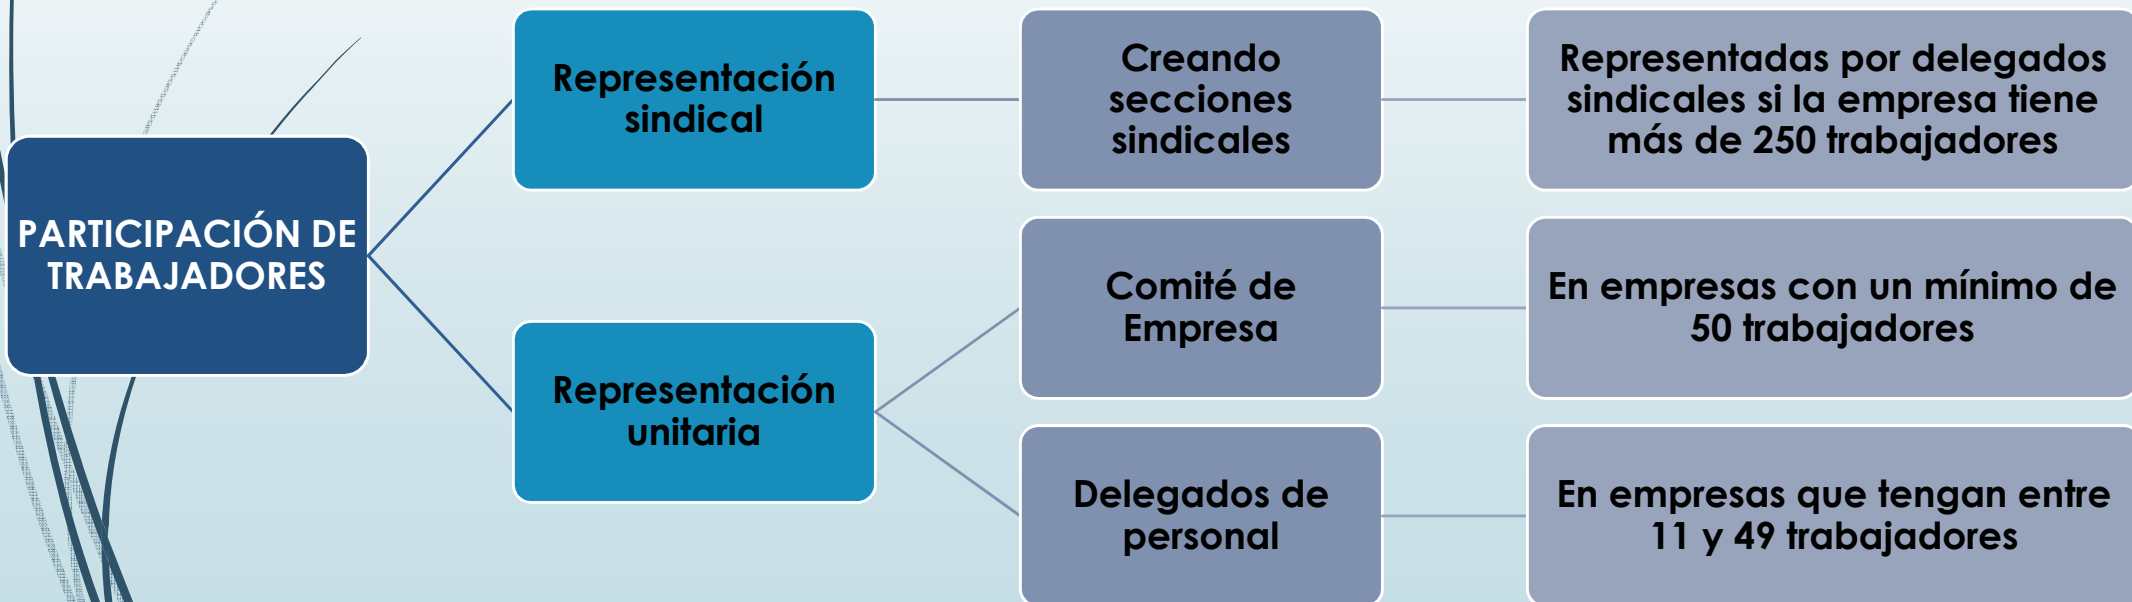 PARTICIPACIÓN DE
TRABAJADORES
Representación
sindical
Creando
secciones
sindicales
Representadas por delegados
sindicales si la empresa tiene
más de 250 trabajadores
Representación
unitaria
Comité de
Empresa
En empresas con un mínimo de
50 trabajadores
Delegados de
personal
En empresas que tengan entre
11 y 49 trabajadores